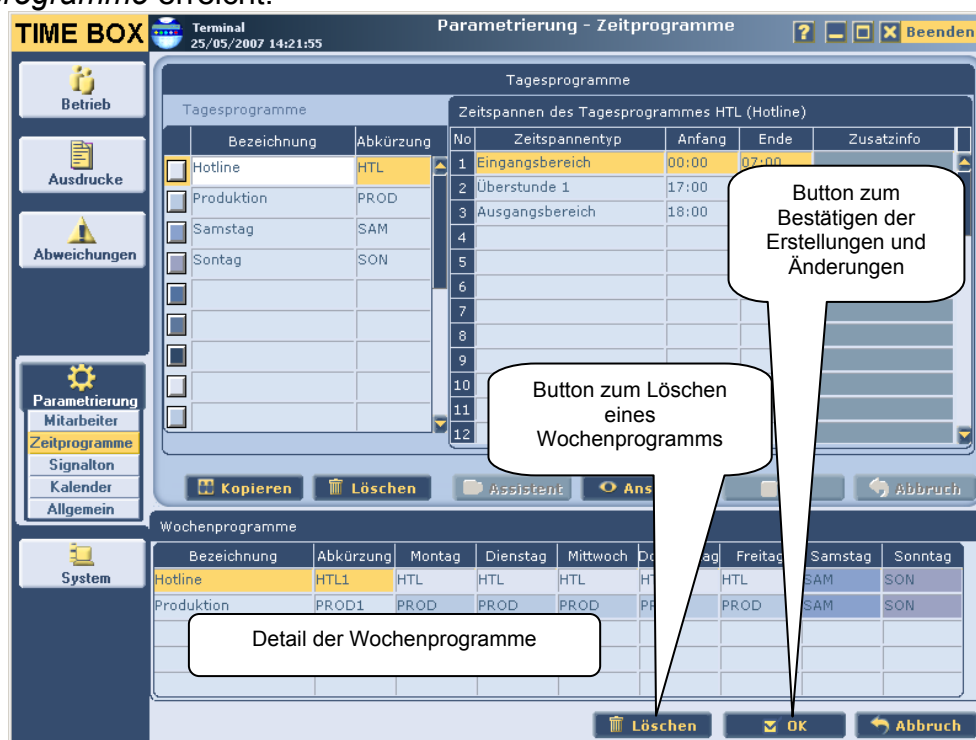 rogramme erreicht.
TIME BOX
Terminal
25/05/2007 14:21:55
Parametrierung - Zeitprogramme
? Beenden
Betrieb
Ausdrucke
Abweichungen
Parametrierung
Mitarbeiter
Zeitprogramme
Signalton
Kalender
Allgemein
System
Tagesprogramme
Tagesprogramme
Bezeichnung Abkürzung
Hotline HTL
Produktion PROD
Samstag SAM
Sontag SON
Zeitspannen des Tagesprogrammes HTL (Hotline)
No Zeitspannentyp Anfang Ende Zusatzinfo
1 Eingangsbereich 00:00 07:00
2 Überstunde 1 17:00
3 Ausgangsbereich 18:00
4
5
6
7
8
9
10
11
12
Button zum
Bestätigen der
Erstellungen und
Änderungen
Button zum Löschen
eines
Wochenprogramms
Kopieren Löschen Assistent Ans Abbruch
Wochenprogramme
Bezeichnung Abkürzung Montag Dienstag Mittwoch Do ag Freitag Samstag Sonntag
Hotline HTL1 HTL HTL HTL HT HTL SAM SON
Produktion PROD1 PROD PROD PROD PR PROD SAM SON
Detail der Wochenprogramme
Löschen OK Abbruch